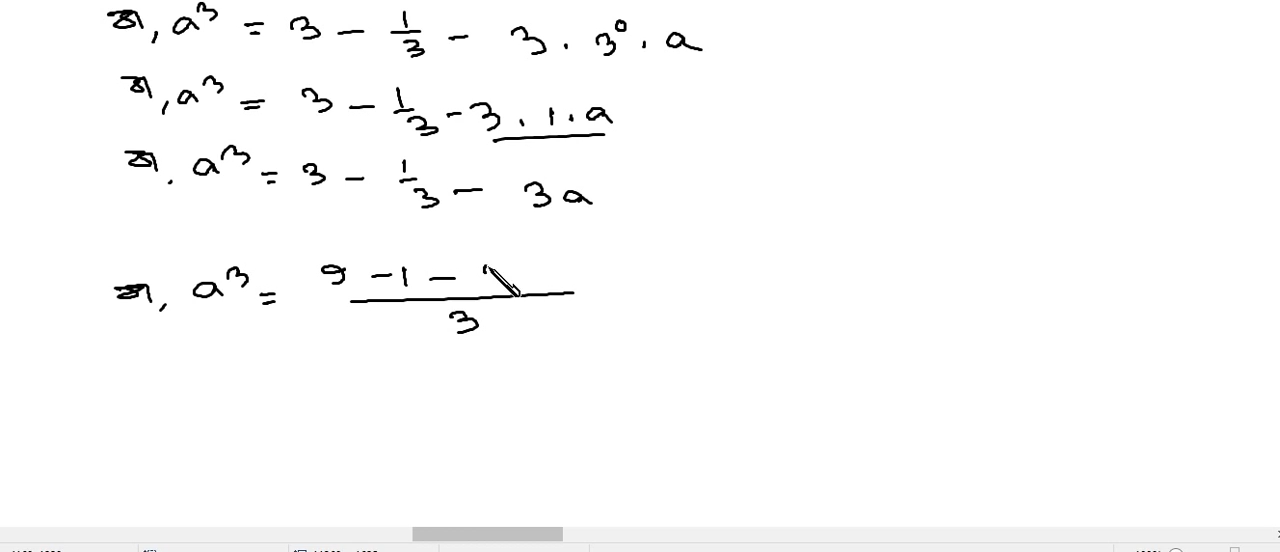 বা, a³ = 3 - 1/3 - 3 . 3⁰ . a
বা, a³ = 3 - 1/3 - 3 . 1 . a
বা, a³ = 3 - 1/3 - 3a
বা, a³ = (9 - 1 - )/3